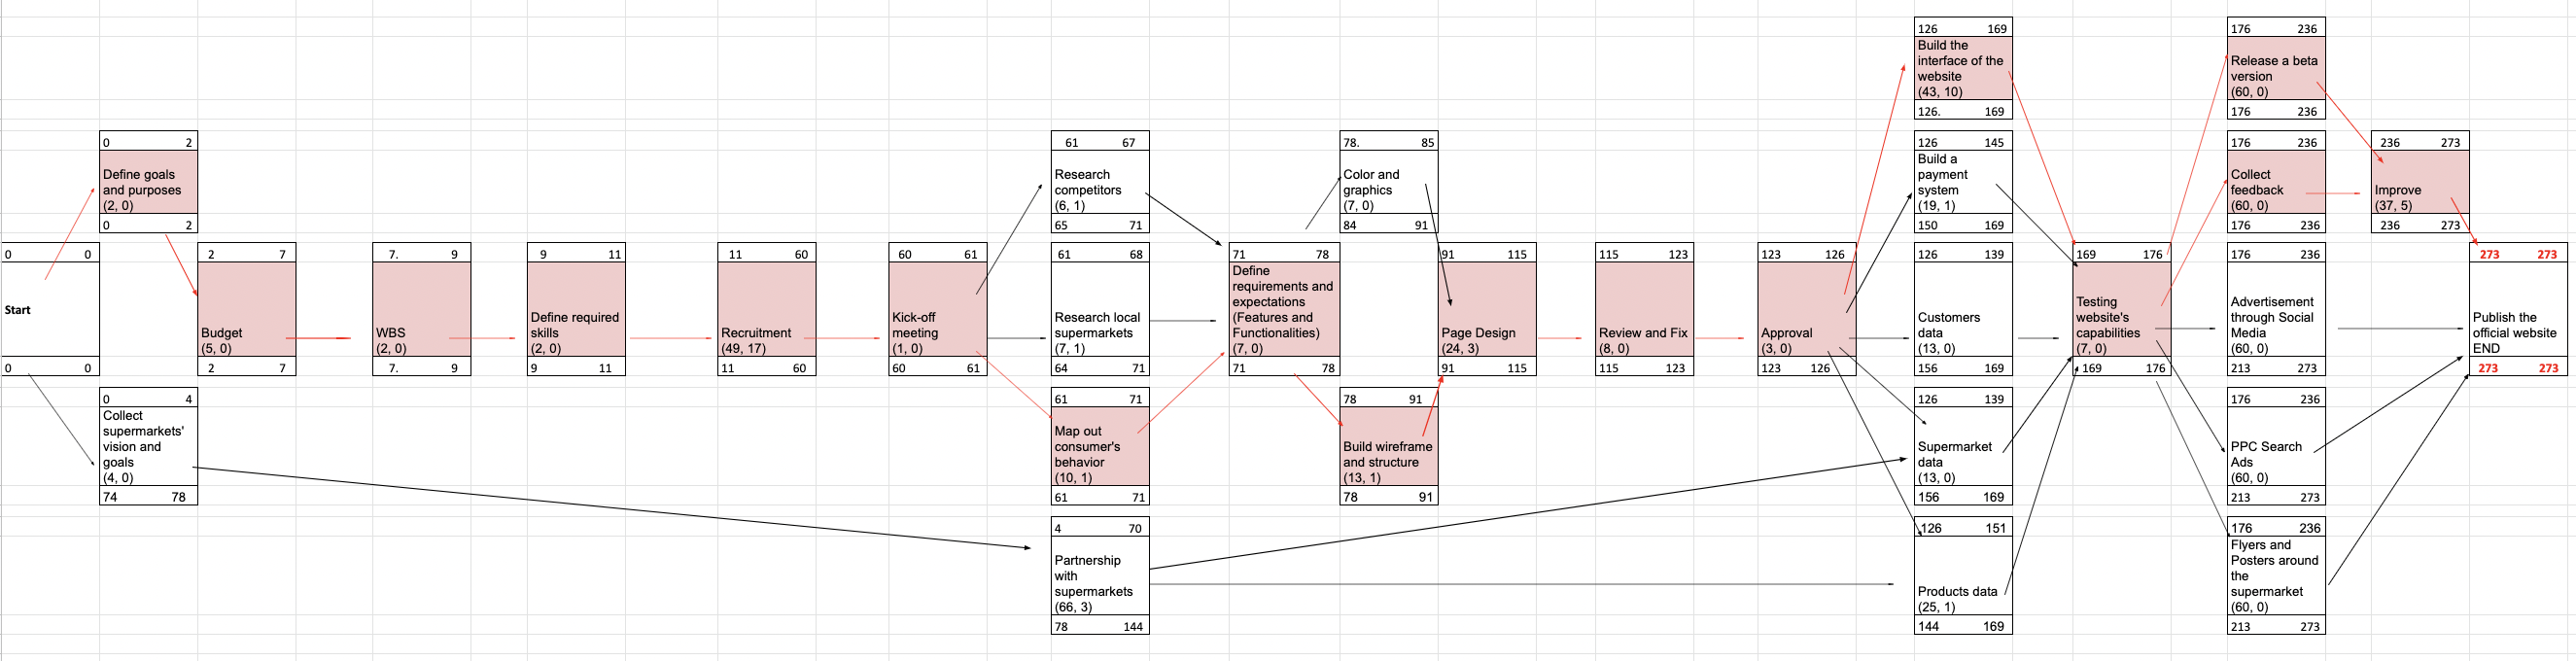 0 0
Start
0 0
0 2
Define goals
and purposes
(2, 0)
0 2
0 4
Collect
supermarkets'
vision and
goals
(4, 0)
74 78
2 7
Budget
(5, 0)
2 7
7. 9
WBS
(2, 0)
7. 9
9 11
Define required
skills
(2, 0)
9 11
11 60
Recruitment
(49, 17)
11 60
60 61
Kick-off
meeting
(1, 0)
60 61
61 67
Research
competitors
(6, 1)
65 71
61 68
Research local
supermarkets
(7, 1)
64 71
61 71
Map out
consumer's
behavior
(10, 1)
61 71
4 70
Partnership
with
supermarkets
(66, 3)
78 144
71 78
Define
requirements and
expectations
(Features and
Functionalities)
(7, 0)
71 78
78. 85
Color and
graphics
(7, 0)
84 91
78 91
Build wireframe
and structure
(13, 1)
78 91
91 115
Page Design
(24, 3)
91 115
115 123
Review and Fix
(8, 0)
115 123
123 126
Approval
(3, 0)
123 126
126 169
Build the
interface of the
website
(43, 10)
126. 169
126 145
Build a
payment
system
(19, 1)
150 169
126 139
Customers
data
(13, 0)
156 169
126 139
Supermarket
data
(13, 0)
156 169
126 151
Products data
(25, 1)
144 169
169 176
Testing
website's
capabilities
(7, 0)
169 176
176 236
Release a beta
version
(60, 0)
176 236
176 236
Collect
feedback
(60, 0)
176 236
176 236
Advertisement
through Social
Media
(60, 0)
213 273
176 236
PPC Search
Ads
(60, 0)
213 273
176 236
Flyers and
Posters around
the
supermarket
(60, 0)
213 273
236 273
Improve
(37, 5)
236 273
273 273
Publish the
official website
END
273 273